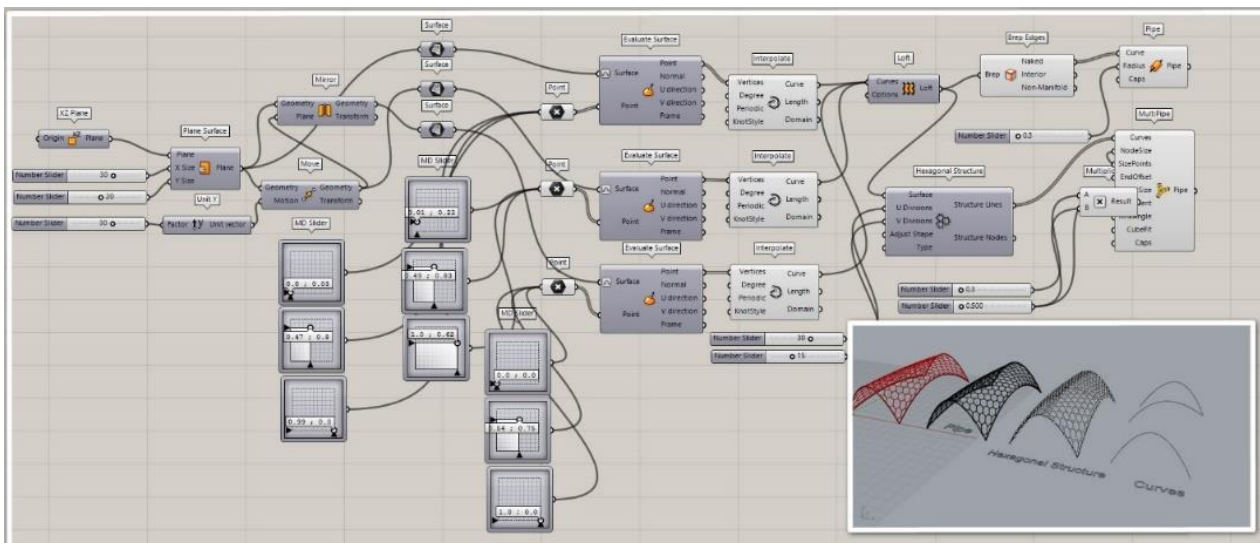 XZ Plane
Origin
Plane
Number Slider
30
Number Slider
20
Number Slider
30
Plane Surface
Plane
X Size
Y Size
Plane
Unit Y
Factor
Unit vector
Mirror
Geometry
Plane
Geometry
Transform
Move
Geometry
Motion
Geometry
Transform
Surface
Surface
Surface
MD Slider
0.0 ; 0.03
0.47 ; 0.8
0.99 ; 0.0
MD Slider
0.01 ; 0.23
0.49 ; 0.83
1.0 ; 0.62
MD Slider
0.0 ; 0.0
0.54 ; 0.75
1.0 ; 0.0
Point
Point
Point
Evaluate Surface
Surface
Point
Point
Normal
U direction
V direction
Frame
Evaluate Surface
Surface
Point
Point
Normal
U direction
V direction
Frame
Evaluate Surface
Surface
Point
Point
Normal
U direction
V direction
Frame
Interpolate
Vertices
Degree
Periodic
KnotStyle
Curve
Length
Domain
Interpolate
Vertices
Degree
Periodic
KnotStyle
Curve
Length
Domain
Interpolate
Vertices
Degree
Periodic
KnotStyle
Curve
Length
Domain
Number Slider
30
Number Slider
15
Loft
Curves
Options
Loft
Brep Edges
Brep
Naked
Interior
Non-Manifold
Pipe
Curve
Radius
Caps
Pipe
Number Slider
0.3
Hexagonal Structure
Surface
U Divisions
V Divisions
Adjust Shape
Type
Structure Lines
Structure Nodes
A
B
Result
Number Slider
0.3
Number Slider
0.500
MultiPipe
Curves
NodeSize
SizePoints
EndOffset
CubeFit
Caps
Pipe
Pipe
Hexagonal Structure
Curves